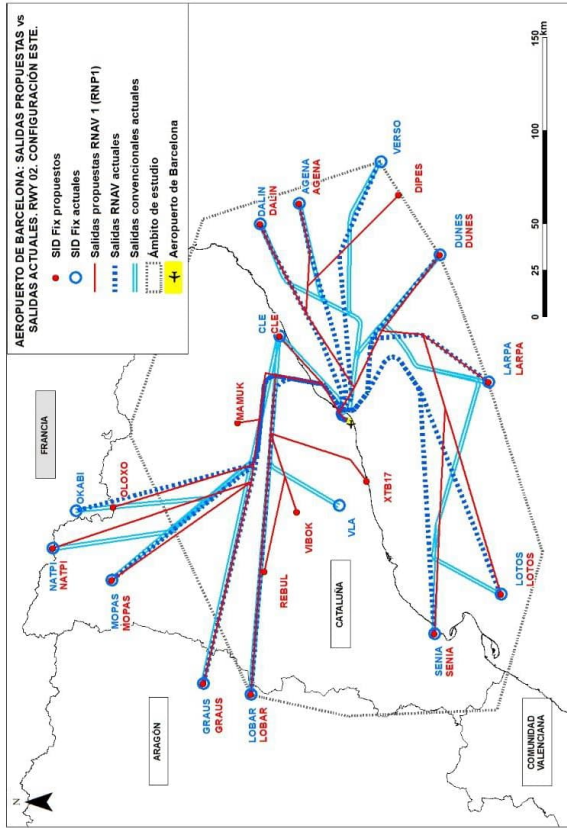 AEROPUERTO DE BARCELONA: SALIDAS PROPUESTAS vs
SALIDAS ACTUALES. RWY 02. CONFIGURACIÓN ESTE.
SID Fix propuestos
SID Fix actuales
Salidas propuestas RNAV 1 (RNP1)
Salidas RNAV actuales
Salidas convencionales actuales
Ámbito de estudio
Aeropuerto de Barcelona
N
FRANCIA
OKABI
OLOXO
NATPI
NATPI
MOPAS
MOPAS
MAMUK
CLE
CLE
DALIN
DALIN
AGENA
AGENA
GRAUS
GRAUS
ARAGÓN
LOBAR
LOBAR
REBUL
VIBOK
VLA
XTB17
CATALUÑA
VERSO
DIPES
DUNES
DUNES
LARPA
LARPA
SENIA
SENIA
LOTOS
LOTOS
COMUNIDAD
VALENCIANA
0
25
50
100
150
km